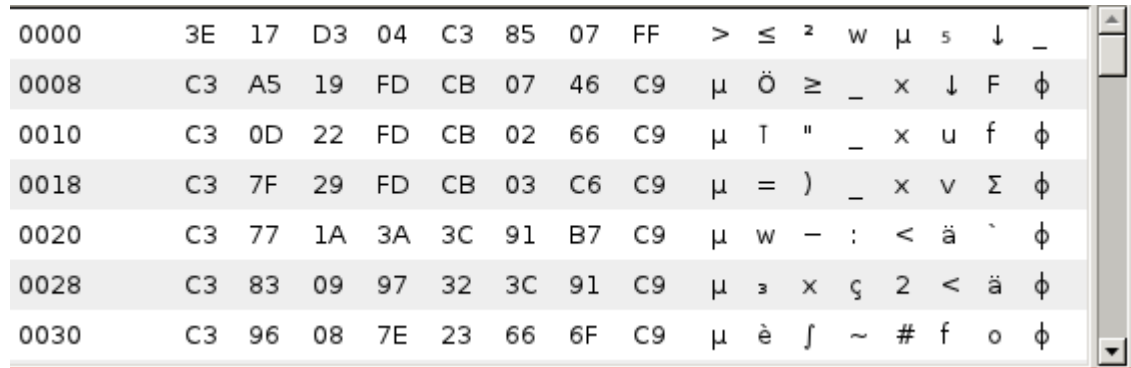 0000 3E 17 D3 04 C3 85 07 FF > ≤ ² w µ ₅ ↓ _
0008 C3 A5 19 FD CB 07 46 C9 µ Ö ≥ _ x ↓ F ϕ
0010 C3 0D 22 FD CB 02 66 C9 µ T " _ x u f ϕ
0018 C3 7F 29 FD CB 03 C6 C9 µ = ) _ x v Σ ϕ
0020 C3 77 1A 3A 3C 91 B7 C9 µ w − : < ä ` ϕ
0028 C3 83 09 97 32 3C 91 C9 µ ₃ x ç 2 < ä ϕ
0030 C3 96 08 7E 23 66 6F C9 µ è ∫ ~ # f o ϕ